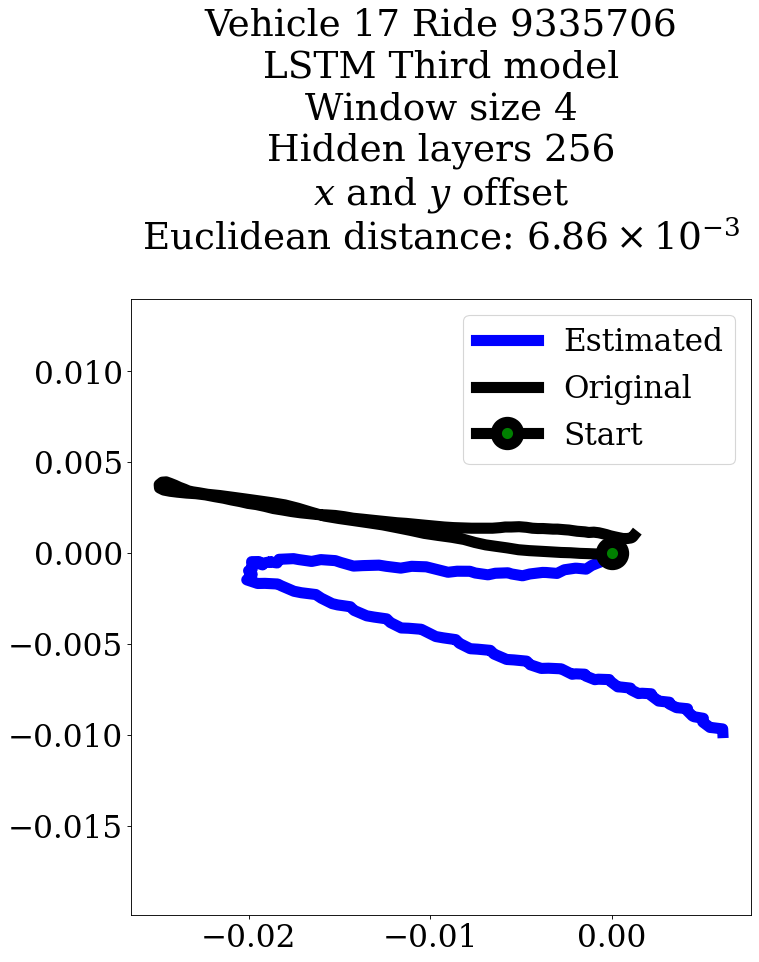 Vehicle 17 Ride 9335706
LSTM Third model
Window size 4
Hidden layers 256
x and y offset
Euclidean distance: 6.86 × 10⁻³
Estimated
Original
Start
0.010
0.005
0.000
−0.005
−0.010
−0.015
−0.02 −0.01 0.00